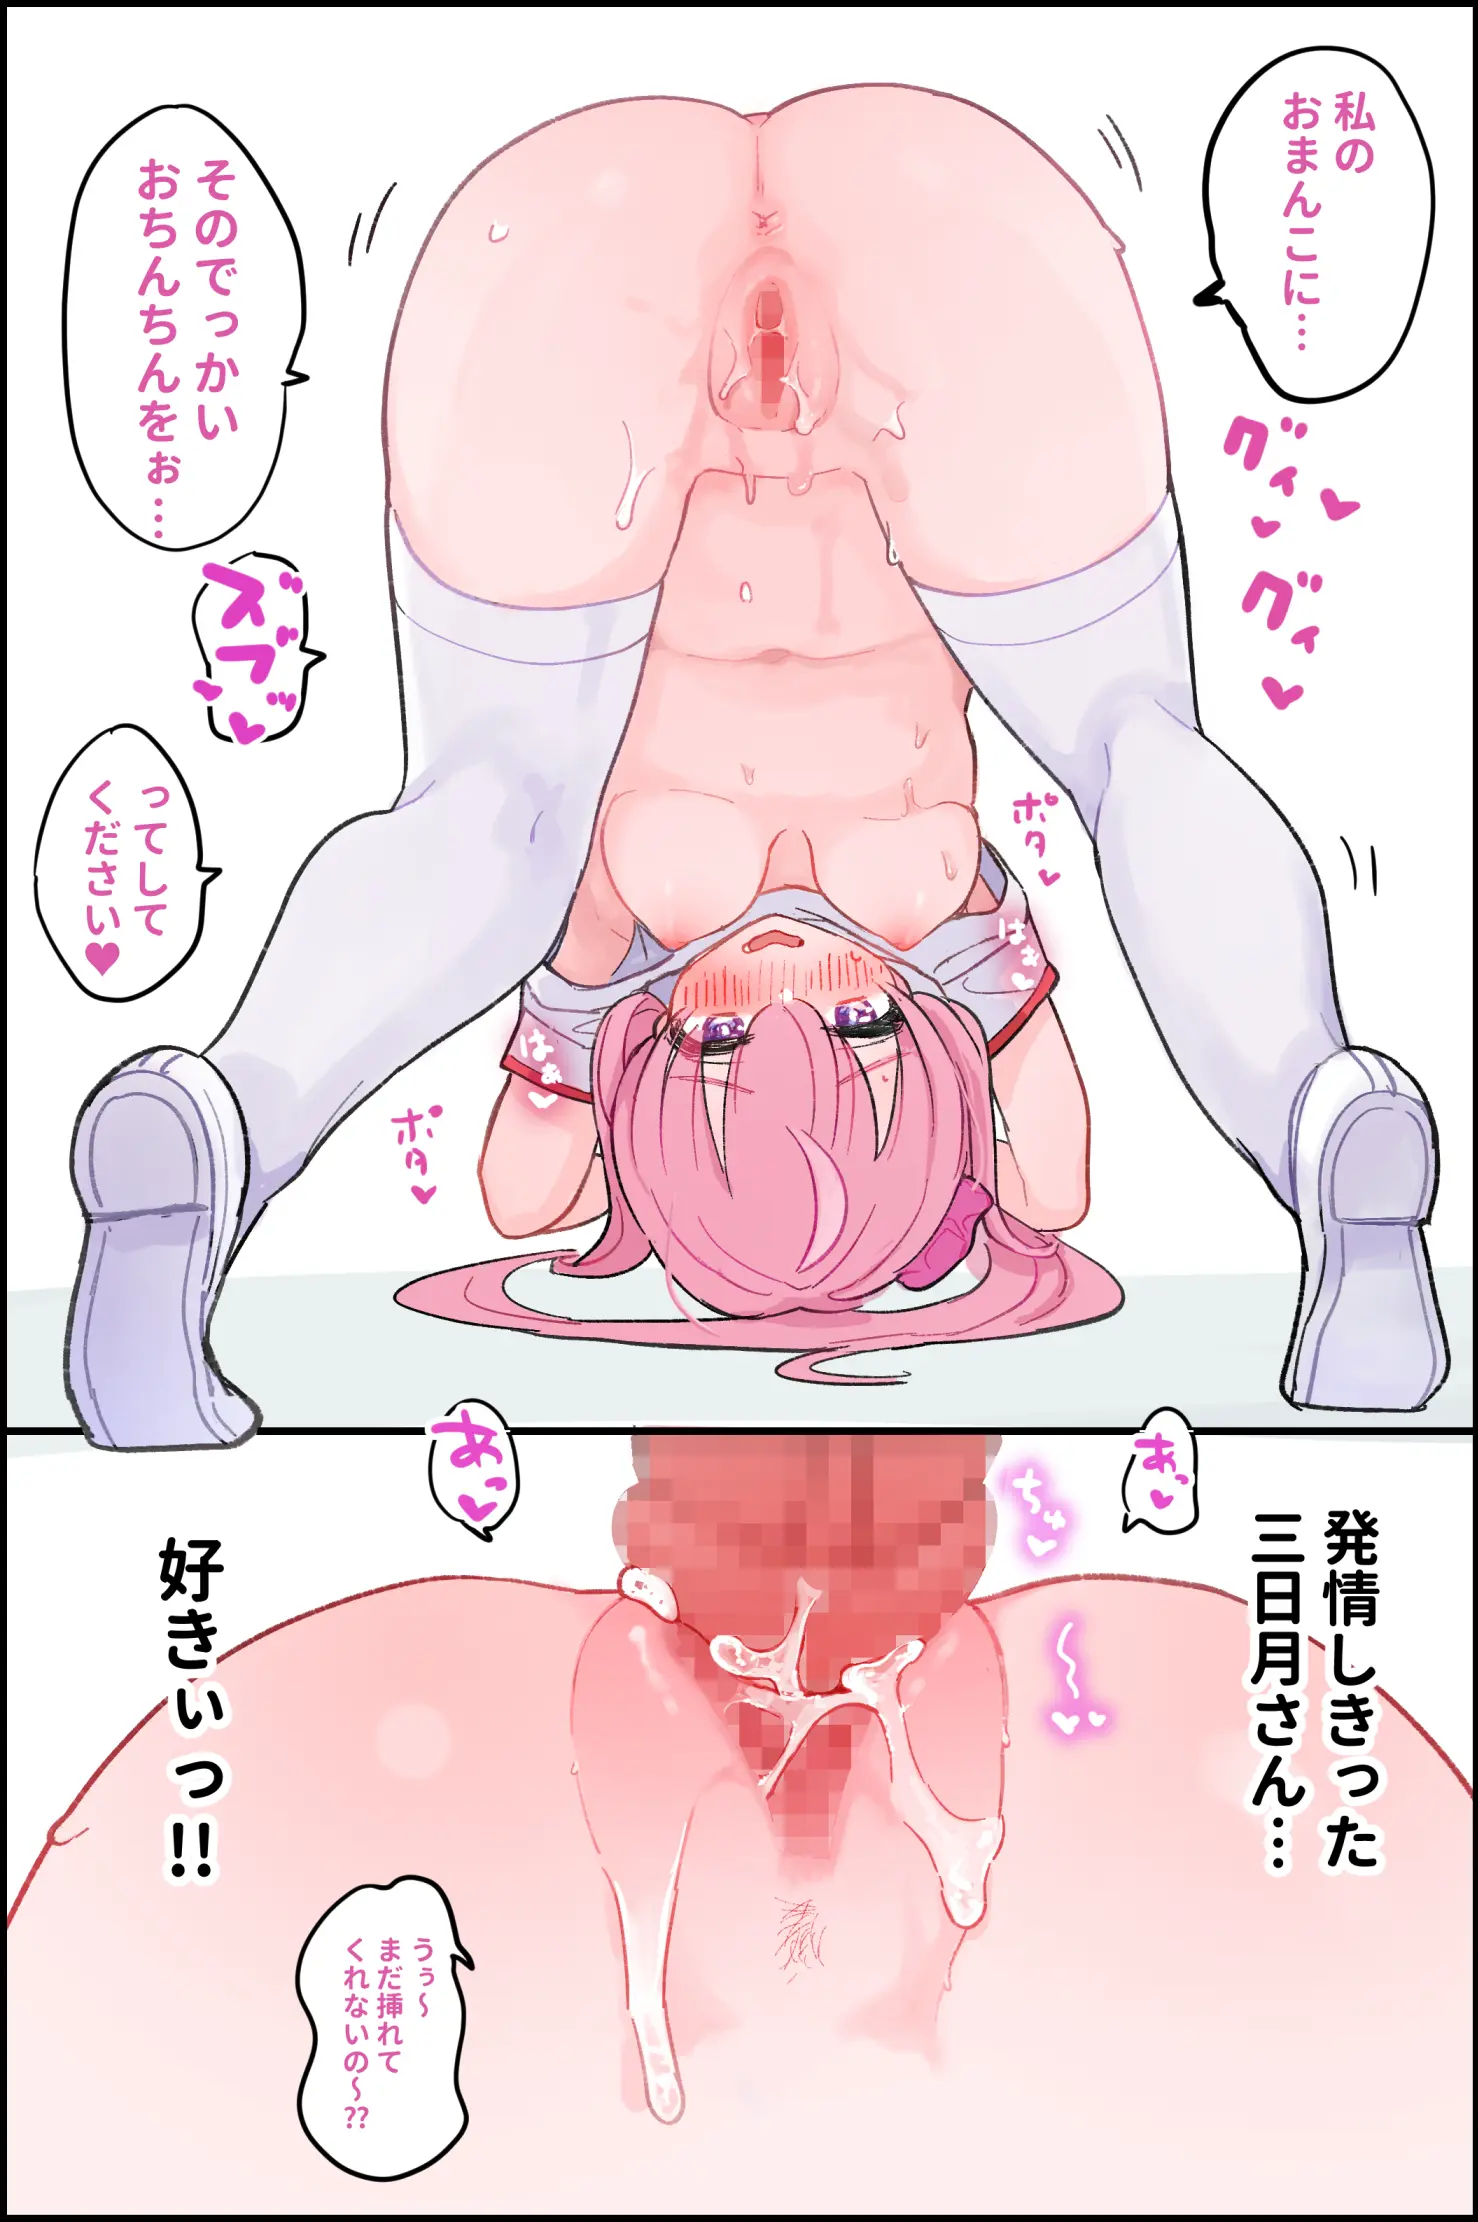 私の
おまんこに…
グイ♥
グイ♥
そのでっかい
おちんちんをぉ…
ズブッ♥
ってして
ください♥
ポタ♥
はぁ♥
はぁ♥
ポタ♥
あっ♥
ちゅ♥
あっ♥
発情しきった
三日月さん…
好きぃっ!!
うぅ～
まだ挿れて
くれないの～??